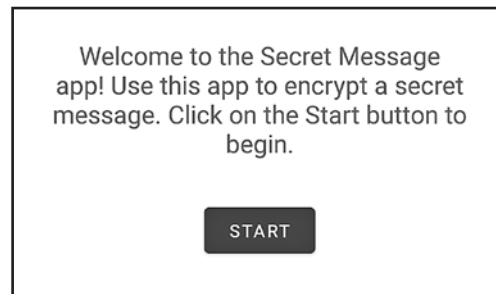 Welcome to the Secret Message
app! Use this app to encrypt a secret
message. Click on the Start button to
begin.
START